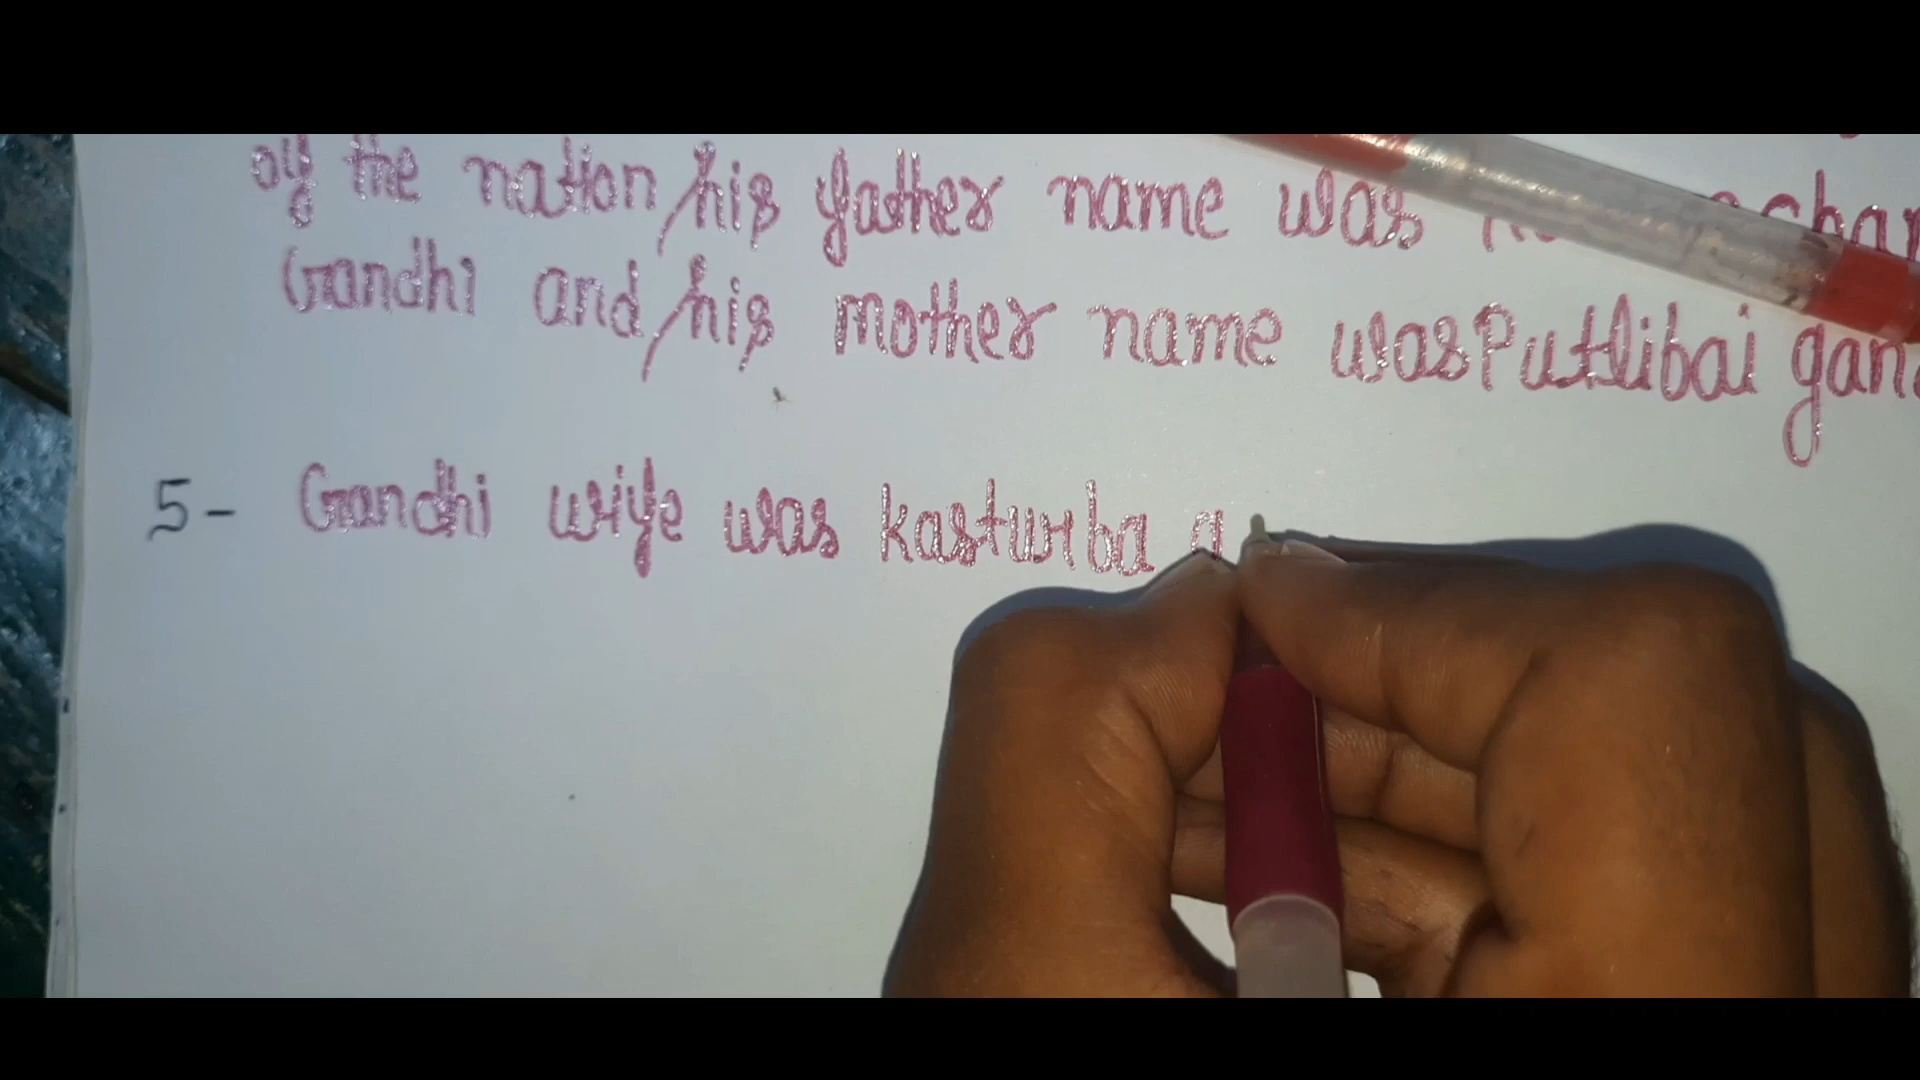 of the nation, his father name was
Gandhi and, his mother name was Putlibai
5- Gandhi wife was kasturba